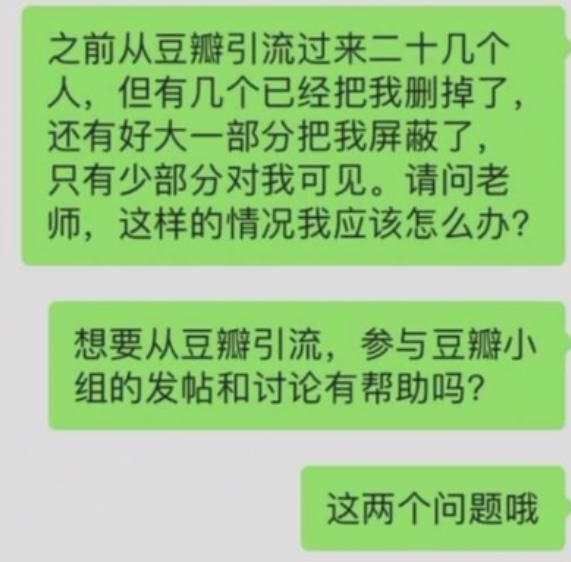 之前从豆瓣引流过来二十几个
人，但有几个已经把我删掉了，
还有好大一部分把我屏蔽了，
只有少部分对我可见。请问老
师，这样的情况我应该怎么办？
想要从豆瓣引流，参与豆瓣小
组的发帖和讨论有帮助吗？
这两个问题哦